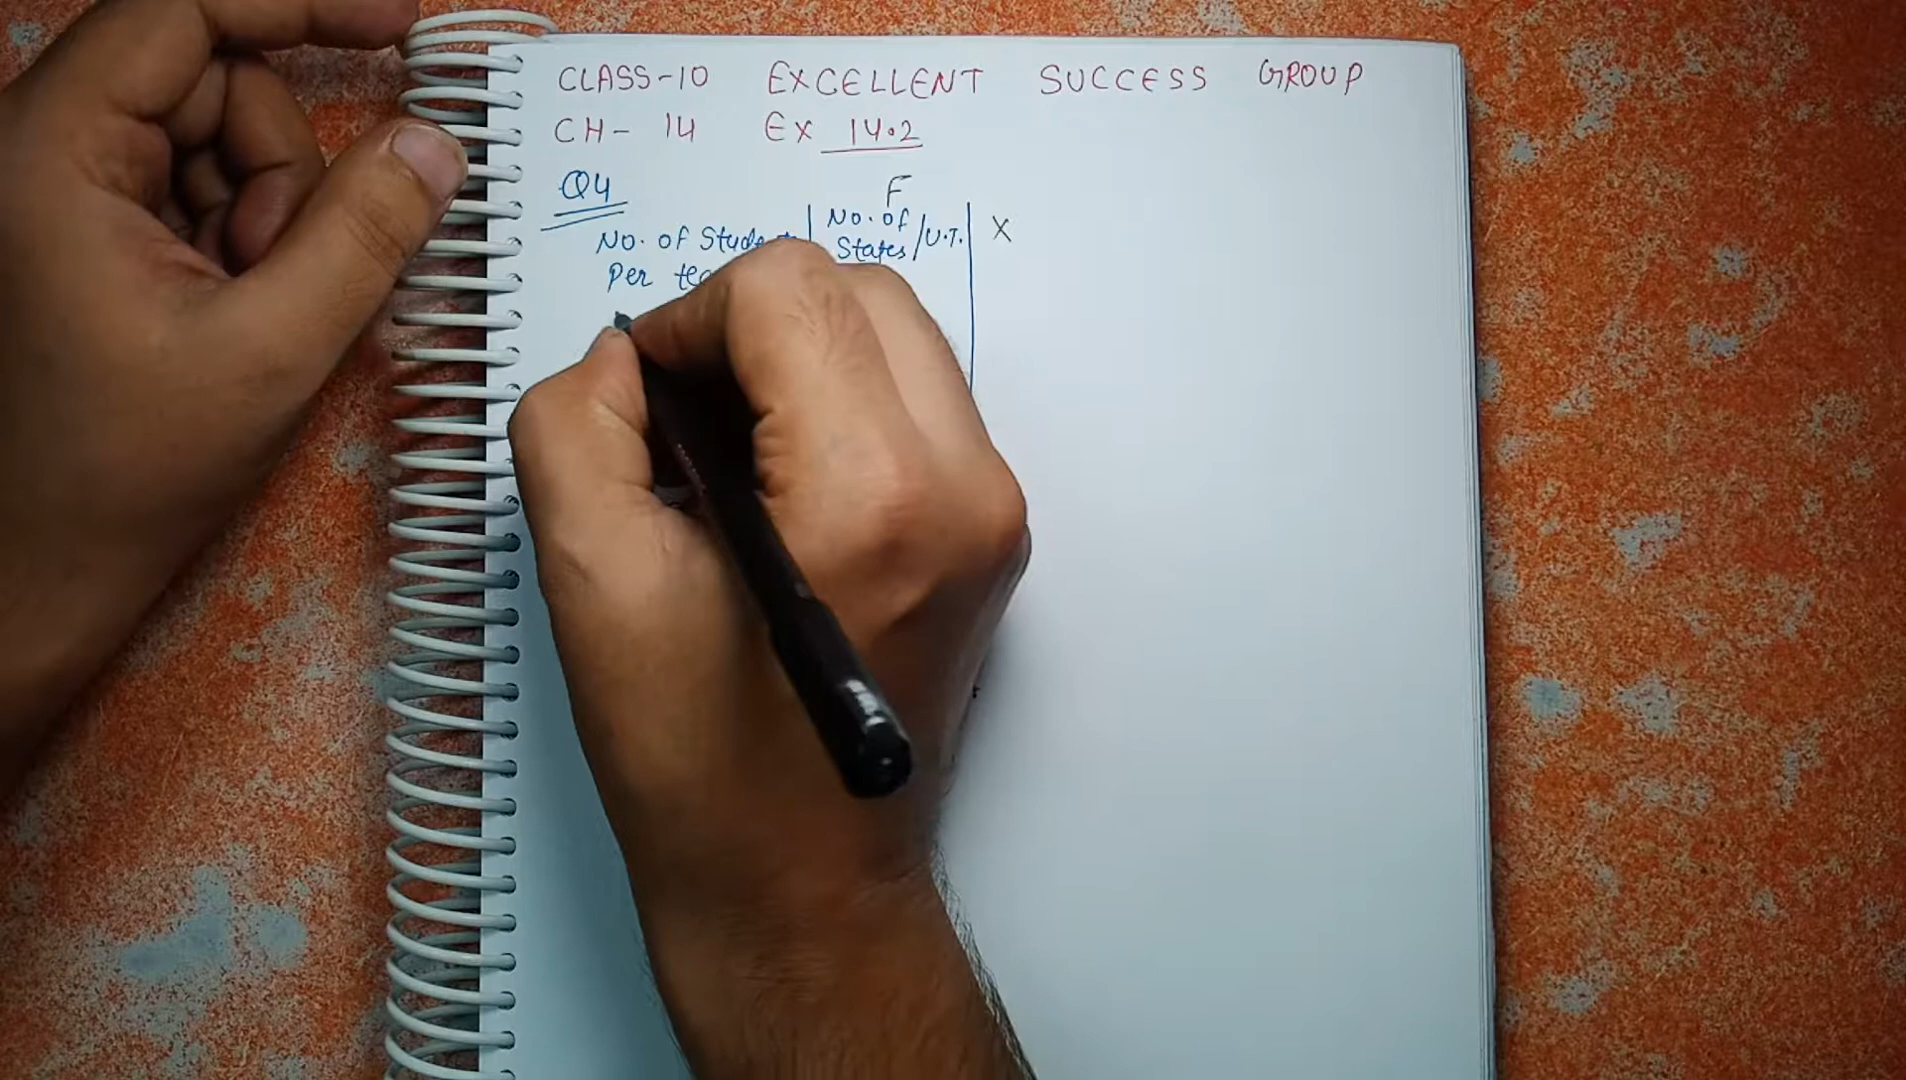 CLASS-10 EXCELLENT SUCCESS GROUP
CH- 14 EX 14.2
Q4
F
No. of No. of
States/U.T. X
Per